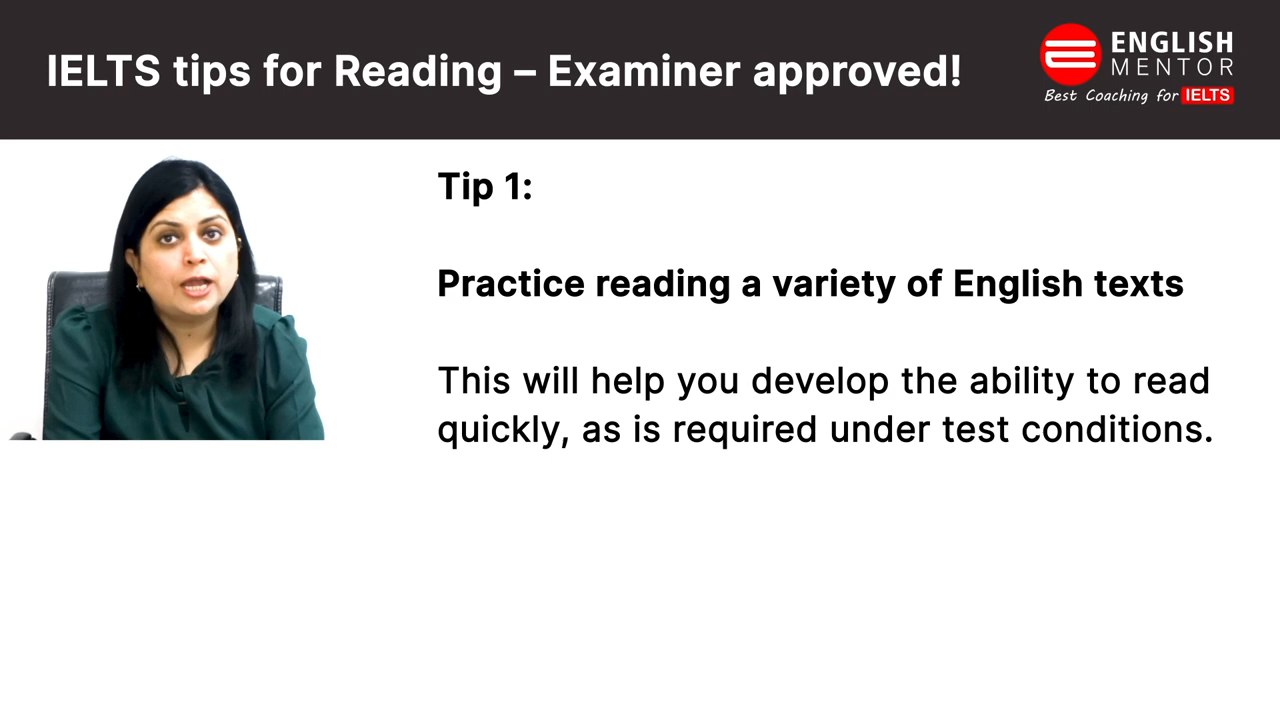 IELTS tips for Reading – Examiner approved!
ENGLISH
MENTOR
Best Coaching for IELTS
Tip 1:
Practice reading a variety of English texts
This will help you develop the ability to read
quickly, as is required under test conditions.